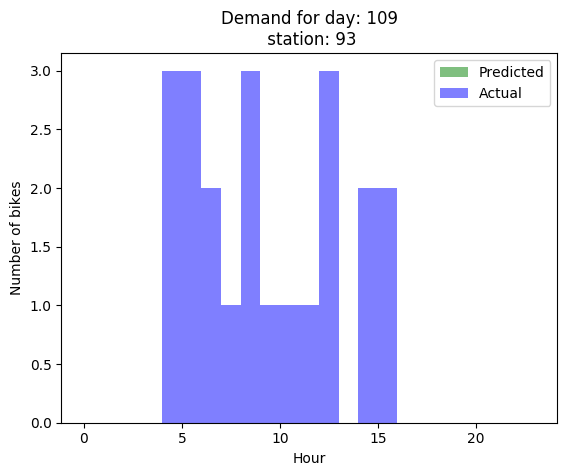 Demand for day: 109
station: 93
Predicted
Actual
Number of bikes
3.0
2.5
2.0
1.5
1.0
0.5
0.0
0 5 10 15 20
Hour